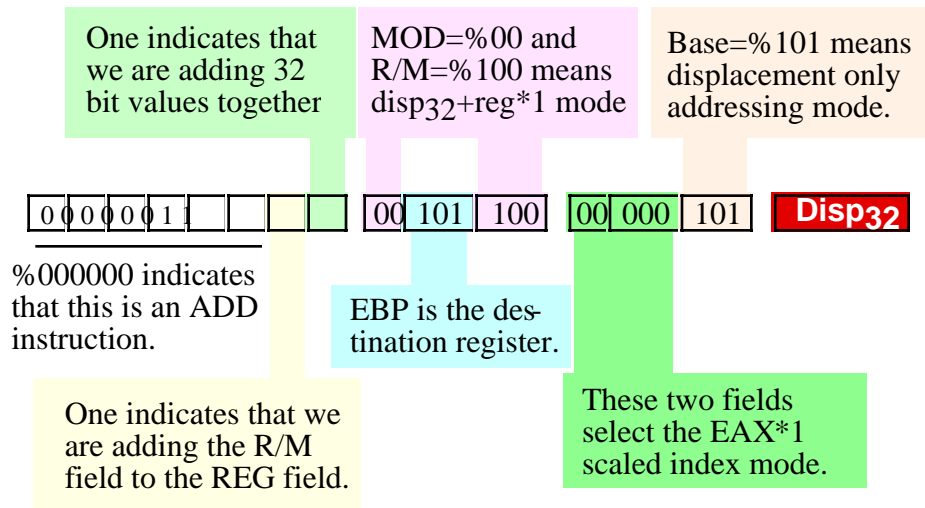 One indicates that
we are adding 32
bit values together
MOD=%00 and
R/M=%100 means
disp32+reg*1 mode
Base=%101 means
displacement only
addressing mode.
0 0 0 0 0 0 1 1 00 101 100 00 000 101 Disp32
%000000 indicates
that this is an ADD
instruction.
EBP is the des-
tination register.
One indicates that we
are adding the R/M
field to the REG field.
These two fields
select the EAX*1
scaled index mode.